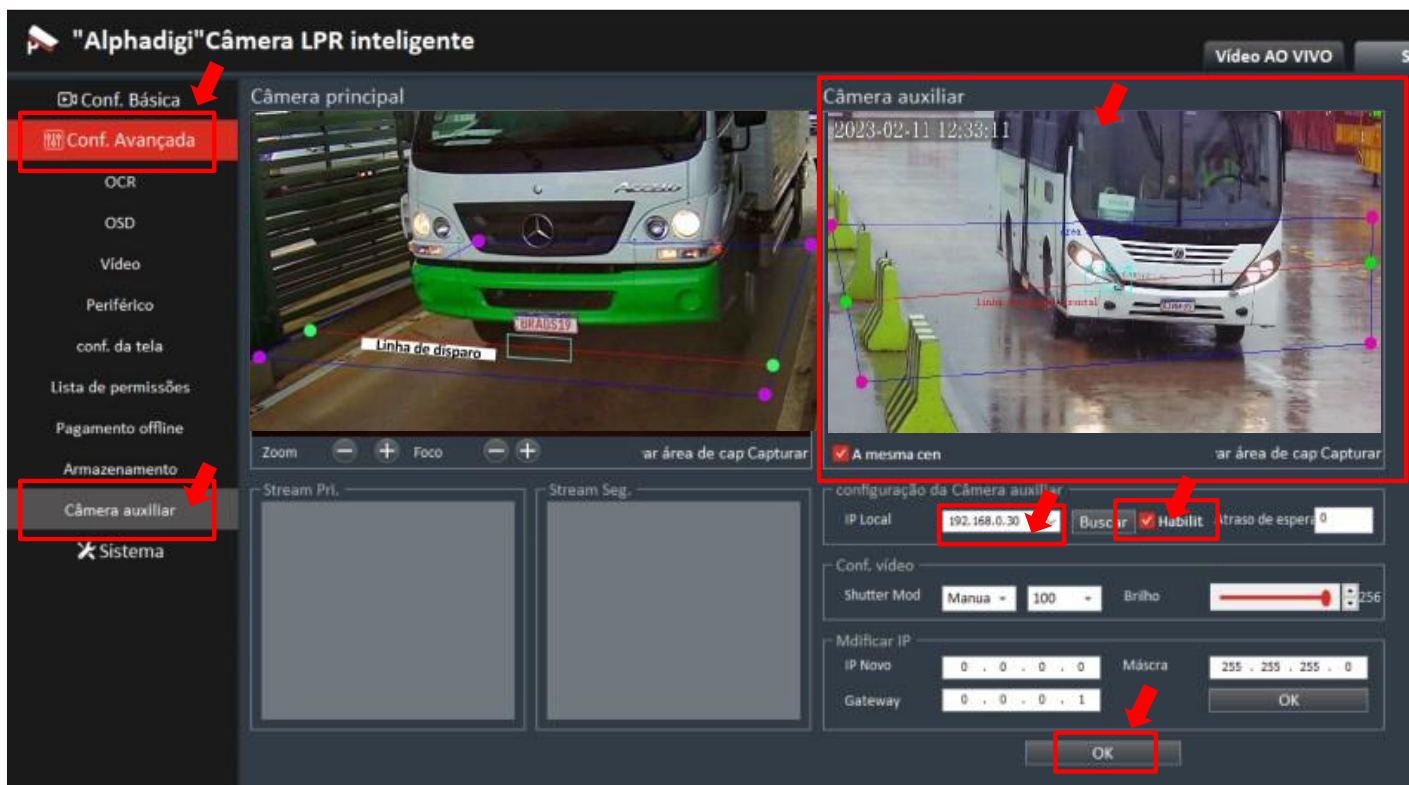 "Alphadigi"Câmera LPR inteligente
Vídeo AO VIVO
S
Conf. Básica
Conf. Avançada
OCR
OSD
Vídeo
Periférico
conf. da tela
Lista de permissões
Pagamento offline
Armazenamento
Câmera auxiliar
Sistema
Câmera principal
BRA0S19
Linha de disparo
Zoom
Foco
ar área de cap Capturar
Câmera auxiliar
2023-02-11 12:33:11
A mesma cen
ar área de cap Capturar
Stream Pri.
Stream Seg.
configuração da Câmera auxiliar
IP Local 192.168.0.30 Buscar Habilit Atraso de espera 0
Conf. vídeo
Shutter Mod Manua 100 Brilho 256
Mdificar IP
IP Novo 0 . 0 . 0 . 0 Máscra 255 . 255 . 255 . 0
Gateway 0 . 0 . 0 . 1 OK
OK